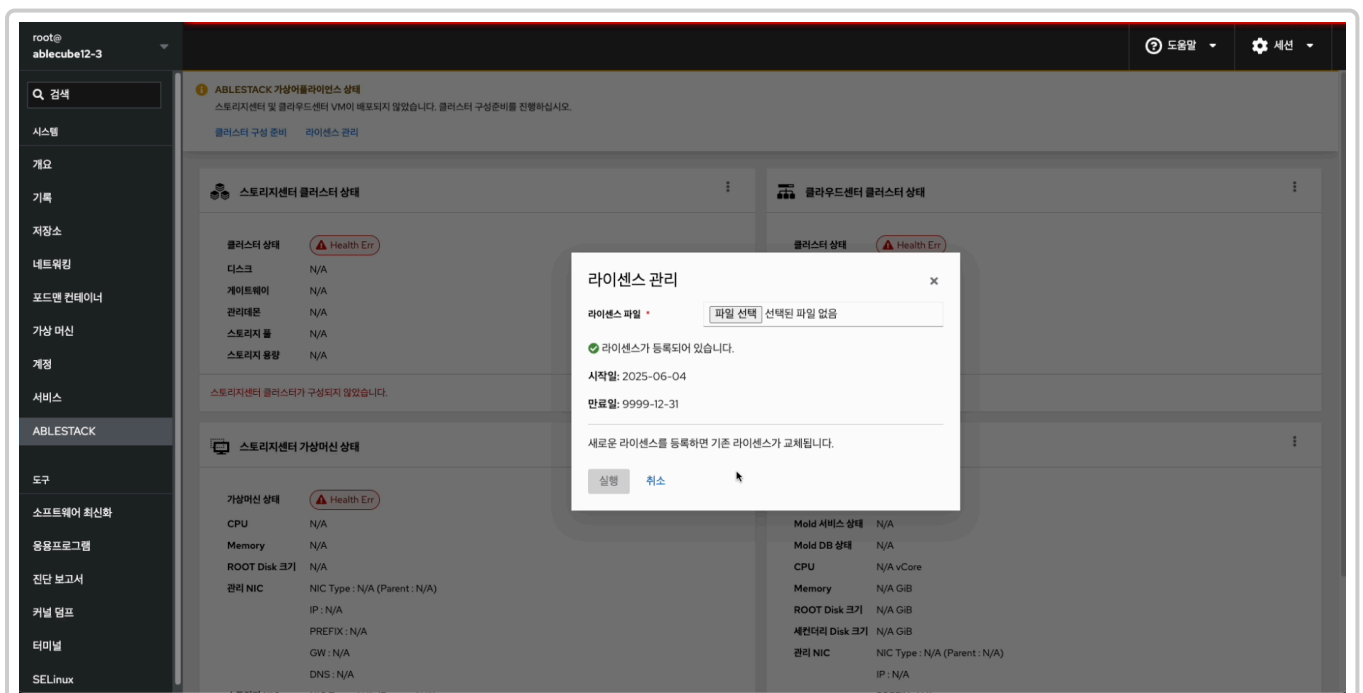 root@
ablecube12-3
도움말
세션
검색
시스템
개요
기록
저장소
네트워킹
포드맨 컨테이너
가상 머신
계정
서비스
ABLESTACK
도구
소프트웨어 최신화
응용프로그램
진단 보고서
커널 덤프
터미널
SELinux
ABLESTACK 가상어플라이언스 상태
스토리지센터 및 클라우드센터 VM이 배포되지 않았습니다. 클러스터 구성준비를 진행하십시오.
클러스터 구성 준비 라이센스 관리
스토리지센터 클러스터 상태
클러스터 상태 Health Err
디스크 N/A
게이트웨이 N/A
관리데몬 N/A
스토리지 풀 N/A
스토리지 용량 N/A
스토리지센터 클러스터가 구성되지 않았습니다.
클라우드센터 클러스터 상태
클러스터 상태 Health Err
라이센스 관리 ×
라이센스 파일 * 파일 선택 선택된 파일 없음
라이센스가 등록되어 있습니다.
시작일: 2025-06-04
만료일: 9999-12-31
새로운 라이센스를 등록하면 기존 라이센스가 교체됩니다.
실행 취소
스토리지센터 가상머신 상태
가상머신 상태 Health Err
CPU N/A
Memory N/A
ROOT Disk 크기 N/A
관리 NIC NIC Type : N/A (Parent : N/A)
IP : N/A
PREFIX : N/A
GW : N/A
DNS : N/A
Mold 서비스 상태 N/A
Mold DB 상태 N/A
CPU N/A vCore
Memory N/A GiB
ROOT Disk 크기 N/A GiB
세컨더리 Disk 크기 N/A GiB
관리 NIC NIC Type : N/A (Parent : N/A)
IP : N/A